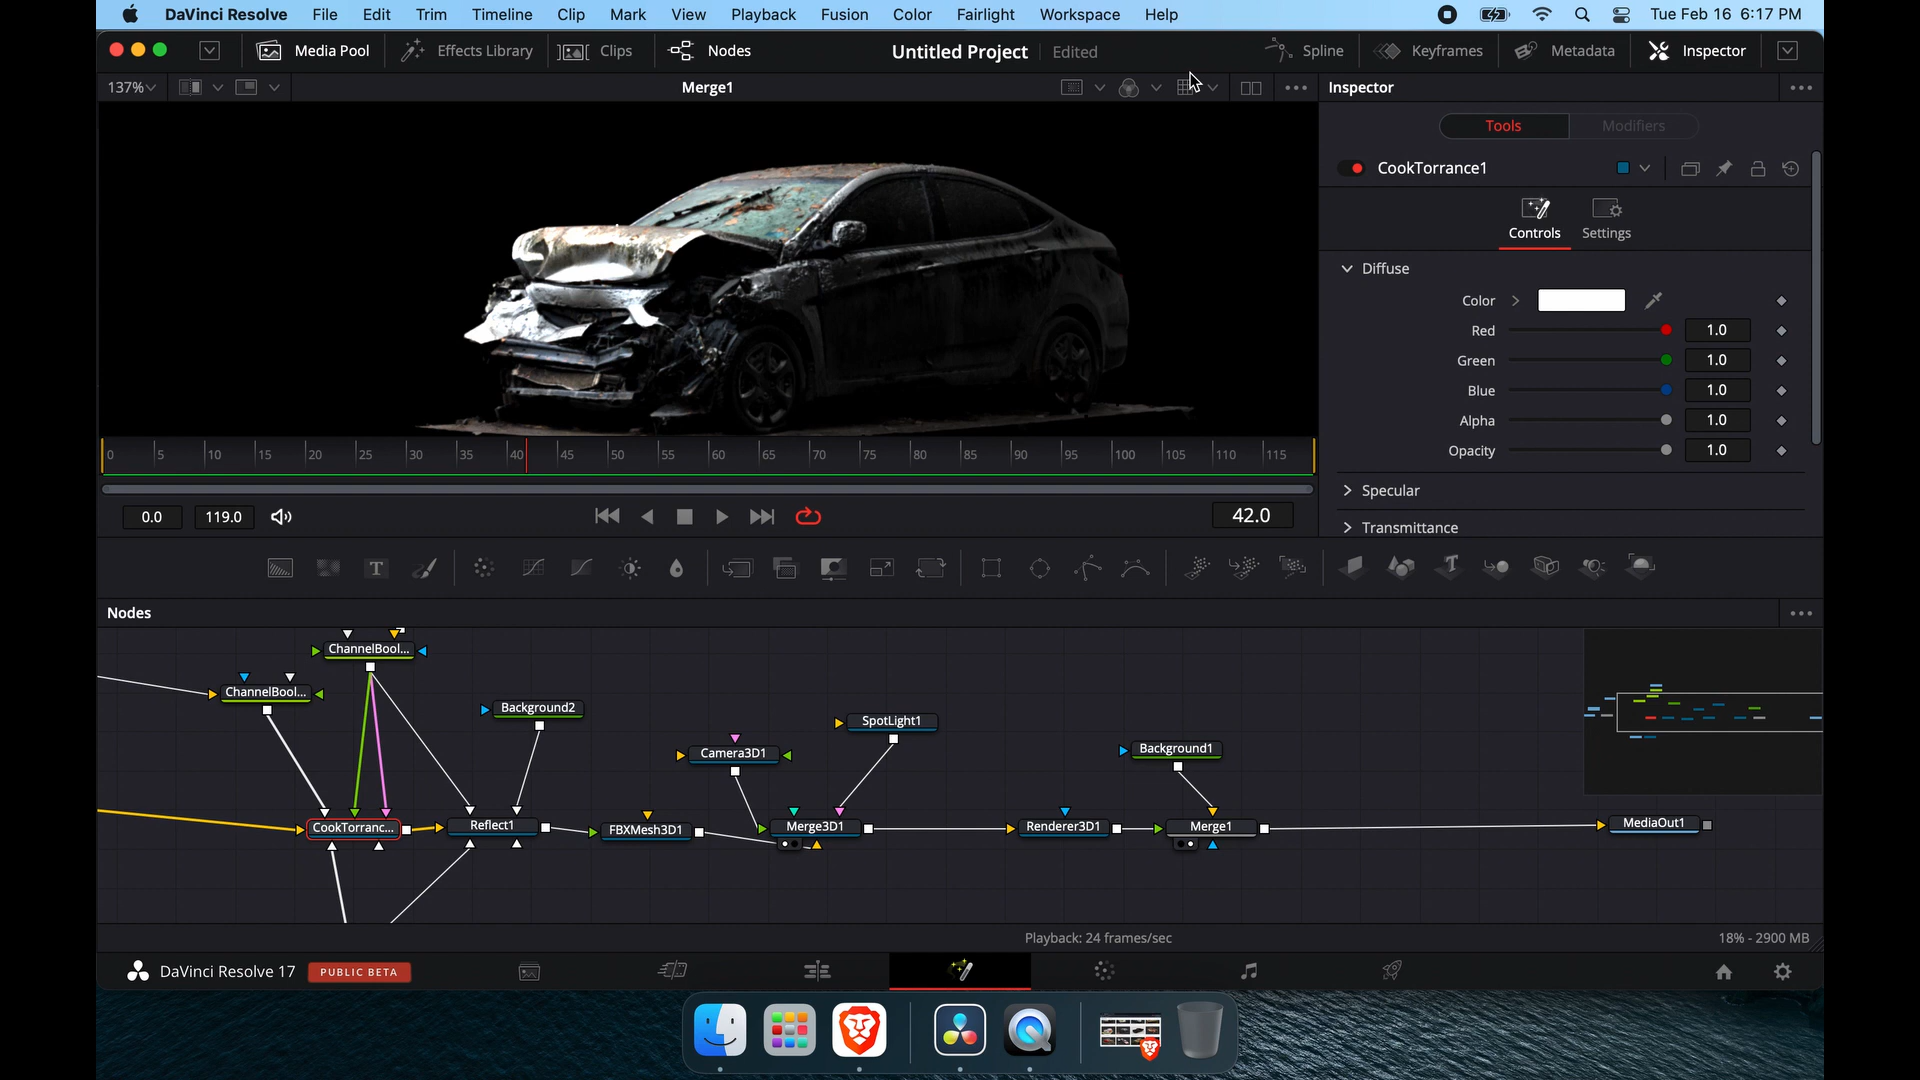 DaVinci Resolve File Edit Trim Timeline Clip Mark View Playback Fusion Color Fairlight Workspace Help Tue Feb 16 6:17 PM
Media Pool Effects Library Clips Nodes Untitled Project Edited Spline Keyframes Metadata Inspector
137% Merge1 Inspector
Tools Modifiers
CookTorrance1
Controls Settings
Diffuse
Color
Red 1.0
Green 1.0
Blue 1.0
Alpha 1.0
Opacity 1.0
Specular
Transmittance
0 5 10 15 20 25 30 35 40 45 50 55 60 65 70 75 80 85 90 95 100 105 110 115
0.0 119.0 42.0
T T
Nodes
ChannelBool...
ChannelBool...
Background2
SpotLight1
Camera3D1
Background1
CookTorranc... Reflect1 FBXMesh3D1 Merge3D1 Renderer3D1 Merge1 MediaOut1
Playback: 24 frames/sec 18% - 2900 MB
DaVinci Resolve 17 PUBLIC BETA